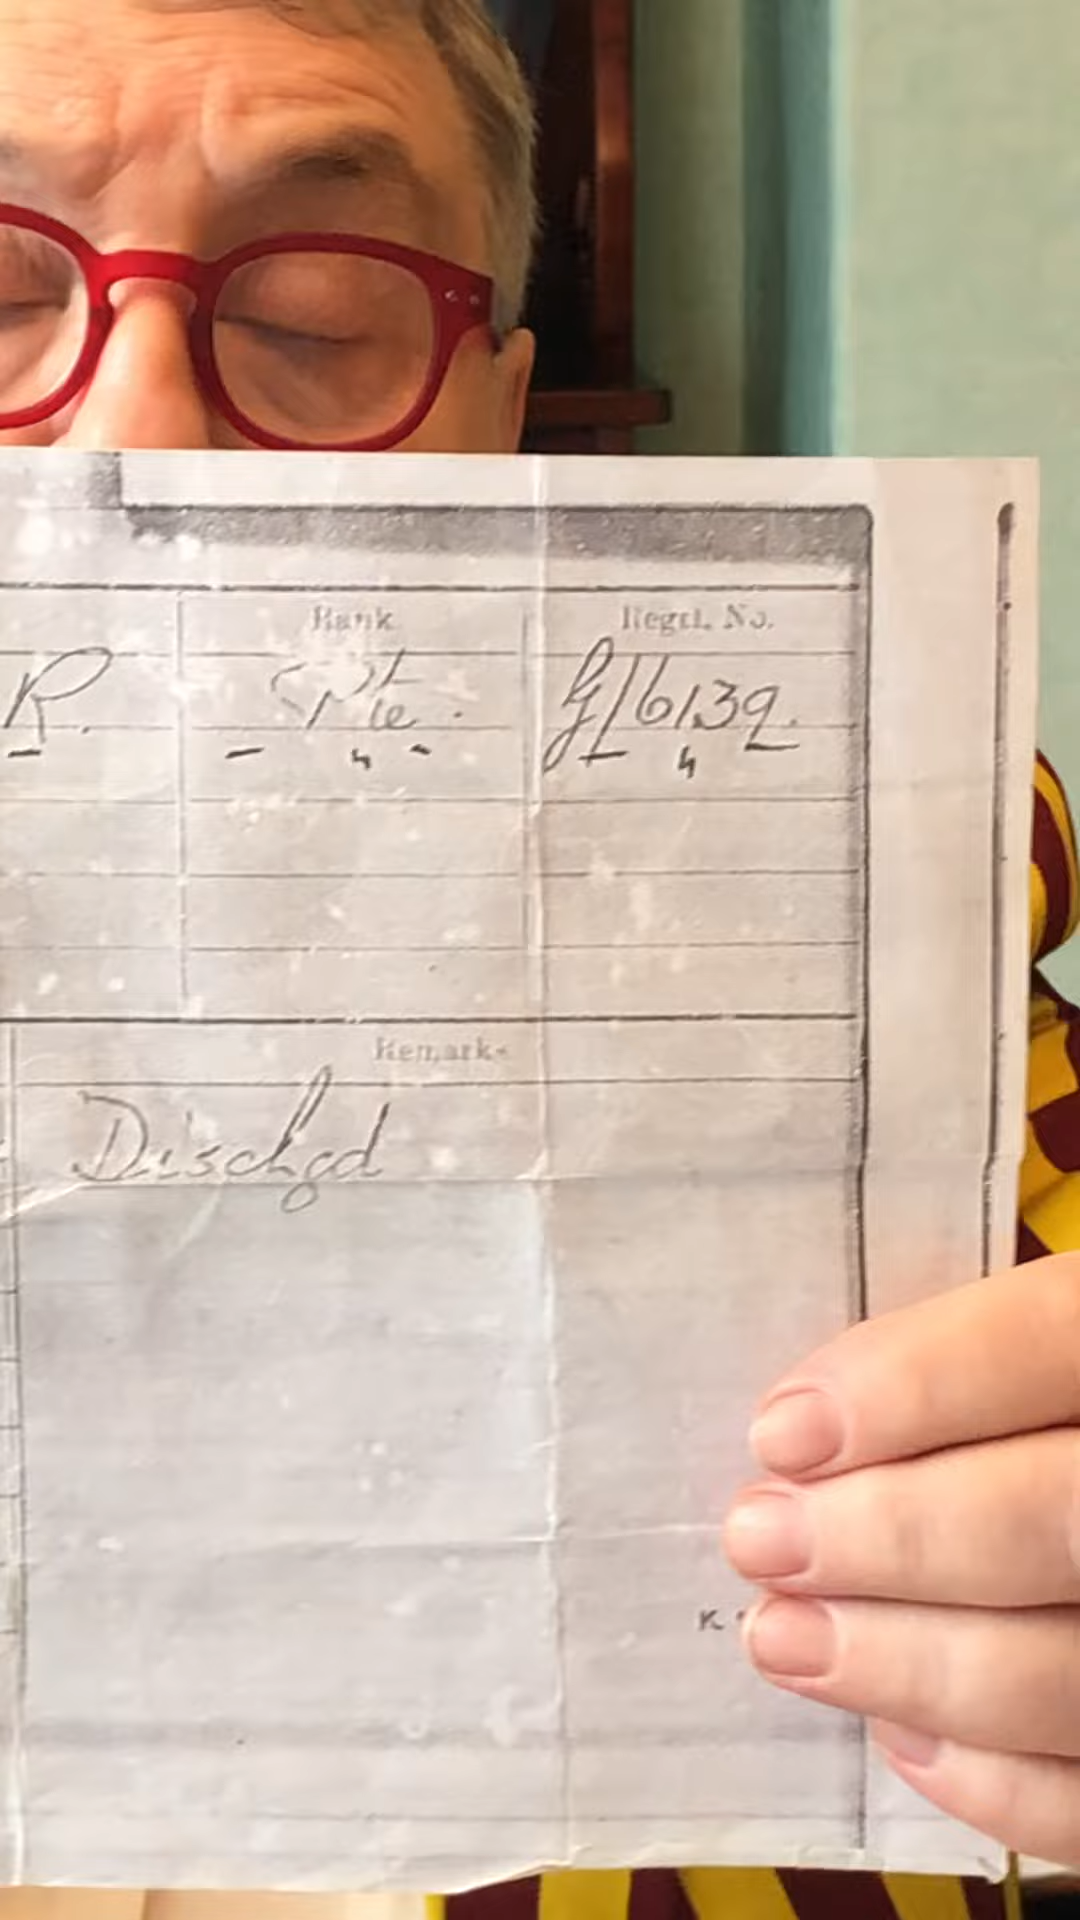 Rank Regtl. No.
R. Pte. G/6139.
" "
Remarks
Dischgd
K.